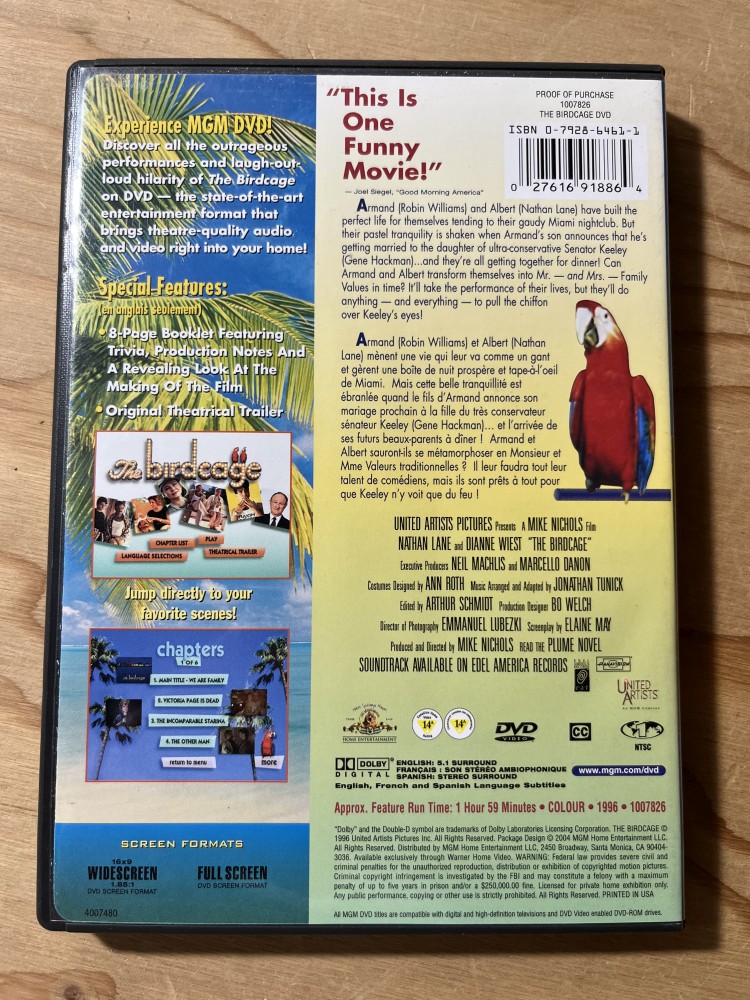 Experience MGM DVD!
Discover all the outrageous
performances and laugh-out-
loud hilarity of The Birdcage
on DVD — the state-of-the-art
entertainment format that
brings theatre-quality audio
and video right into your home!
Special Features:
(en anglais seulement)
• 8-Page Booklet Featuring
Trivia, Production Notes And
A Revealing Look At The
Making Of The Film
• Original Theatrical Trailer
The birdcage
CHAPTER LIST
PLAY
LANGUAGE SELECTIONS
THEATRICAL TRAILER
Jump directly to your
favorite scenes!
chapters
1 OF 6
1. MAIN TITLE - WE ARE FAMILY
2. VICTORIA PAGE IS DEAD
3. THE INCOMPARABLE STARINA
4. THE OTHER MAN
return to menu
more
SCREEN FORMATS
16x9
WIDESCREEN
1.85:1
DVD SCREEN FORMAT
FULL SCREEN
DVD SCREEN FORMAT
4007480
"This Is
One
Funny
Movie!"
— Joel Siegel, "Good Morning America"
PROOF OF PURCHASE
1007826
THE BIRDCAGE DVD
ISBN 0-7928-6461-1
0 27616 91886 4
Armand (Robin Williams) and Albert (Nathan Lane) have built the
perfect life for themselves tending to their gaudy Miami nightclub. But
their pastel tranquility is shaken when Armand's son announces that he's
getting married to the daughter of ultra-conservative Senator Keeley
(Gene Hackman)...and they're all getting together for dinner! Can
Armand and Albert transform themselves into Mr. — and Mrs. — Family
Values in time? It'll take the performance of their lives, but they'll do
anything — and everything — to pull the chiffon
over Keeley's eyes!
Armand (Robin Williams) et Albert (Nathan
Lane) mènent une vie qui leur va comme un gant
et gèrent une boîte de nuit prospère et tape-à-l'oeil
de Miami. Mais cette belle tranquillité est
ébranlée quand le fils d'Armand annonce son
mariage prochain à la fille du très conservateur
sénateur Keeley (Gene Hackman)... et l'arrivée de
ses futurs beaux-parents à dîner ! Armand et
Albert sauront-ils se métamorphoser en Monsieur et
Mme Valeurs traditionnelles ? Il leur faudra tout leur
talent de comédiens, mais ils sont prêts à tout pour
que Keeley n'y voit que du feu !
UNITED ARTISTS PICTURES Presents A MIKE NICHOLS Film
NATHAN LANE and DIANNE WIEST "THE BIRDCAGE"
Executive Producers NEIL MACHLIS and MARCELLO DANON
Costumes Designed by ANN ROTH Music Arranged and Adapted by JONATHAN TUNICK
Edited by ARTHUR SCHMIDT Production Designer BO WELCH
Director of Photography EMMANUEL LUBEZKI Screenplay by ELAINE MAY
Produced and Directed by MIKE NICHOLS READ THE PLUME NOVEL
SOUNDTRACK AVAILABLE ON EDEL AMERICA RECORDS
PANAVISION
UNITED
ARTISTS
An MGM Company
MGM
HOME ENTERTAINMENT
14A
14A
DVD
VIDEO
CC
NTSC
DOLBY
DIGITAL
ENGLISH: 5.1 SURROUND
FRANÇAIS : SON STÉRÉO AMBIOPHONIQUE
SPANISH: STEREO SURROUND
www.mgm.com/dvd
English, French and Spanish Language Subtitles
Approx. Feature Run Time: 1 Hour 59 Minutes • COLOUR • 1996 • 1007826
"Dolby" and the Double-D symbol are trademarks of Dolby Laboratories Licensing Corporation. THE BIRDCAGE ©
1996 United Artists Pictures Inc. All Rights Reserved. Package Design © 2004 MGM Home Entertainment LLC.
All Rights Reserved. Distributed by MGM Home Entertainment LLC, 2450 Broadway, Santa Monica, CA 90404-
3036. Available exclusively through Warner Home Video. WARNING: Federal law provides severe civil and
criminal penalties for the unauthorized reproduction, distribution or exhibition of copyrighted motion pictures.
Criminal copyright infringement is investigated by the FBI and may constitute a felony with a maximum
penalty of up to five years in prison and/or a $250,000.00 fine. Licensed for private home exhibition only.
Any public performance, copying or other use is strictly prohibited. All Rights Reserved. PRINTED IN USA
All MGM DVD titles are compatible with digital and high-definition televisions and DVD Video enabled DVD-ROM drives.